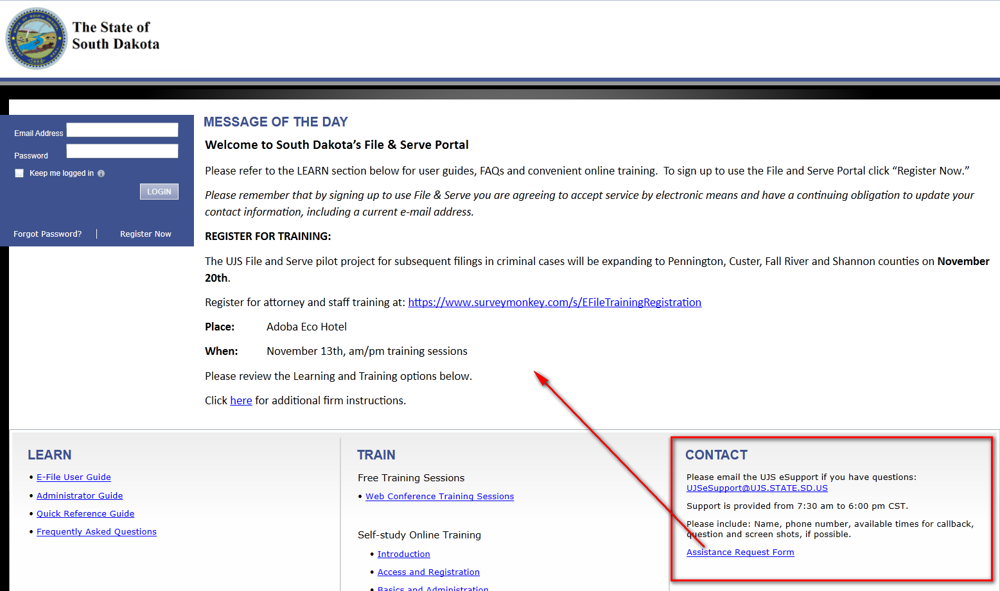 The State of
South Dakota
Email Address
Password
Keep me logged in
LOGIN
Forgot Password?
Register Now
MESSAGE OF THE DAY
Welcome to South Dakota’s File & Serve Portal
Please refer to the LEARN section below for user guides, FAQs and convenient online training.  To sign up to use the File and Serve Portal click “Register Now.”
Please remember that by signing up to use File & Serve you are agreeing to accept service by electronic means and have a continuing obligation to update your
contact information, including a current e-mail address.
REGISTER FOR TRAINING:
The UJS File and Serve pilot project for subsequent filings in criminal cases will be expanding to Pennington, Custer, Fall River and Shannon counties on November
20th.
Register for attorney and staff training at: https://www.surveymonkey.com/s/EFileTrainingRegistration
Place: Adoba Eco Hotel
When: November 13th, am/pm training sessions
Please review the Learning and Training options below.
Click here for additional firm instructions.
LEARN
• E-File User Guide
• Administrator Guide
• Quick Reference Guide
• Frequently Asked Questions
TRAIN
Free Training Sessions
• Web Conference Training Sessions
Self-study Online Training
• Introduction
• Access and Registration
• Basics and Administration
CONTACT
Please email the UJS eSupport if you have questions:
UJSeSupport@UJS.STATE.SD.US
Support is provided from 7:30 am to 6:00 pm CST.
Please include: Name, phone number, available times for callback,
question and screen shots, if possible.
Assistance Request Form